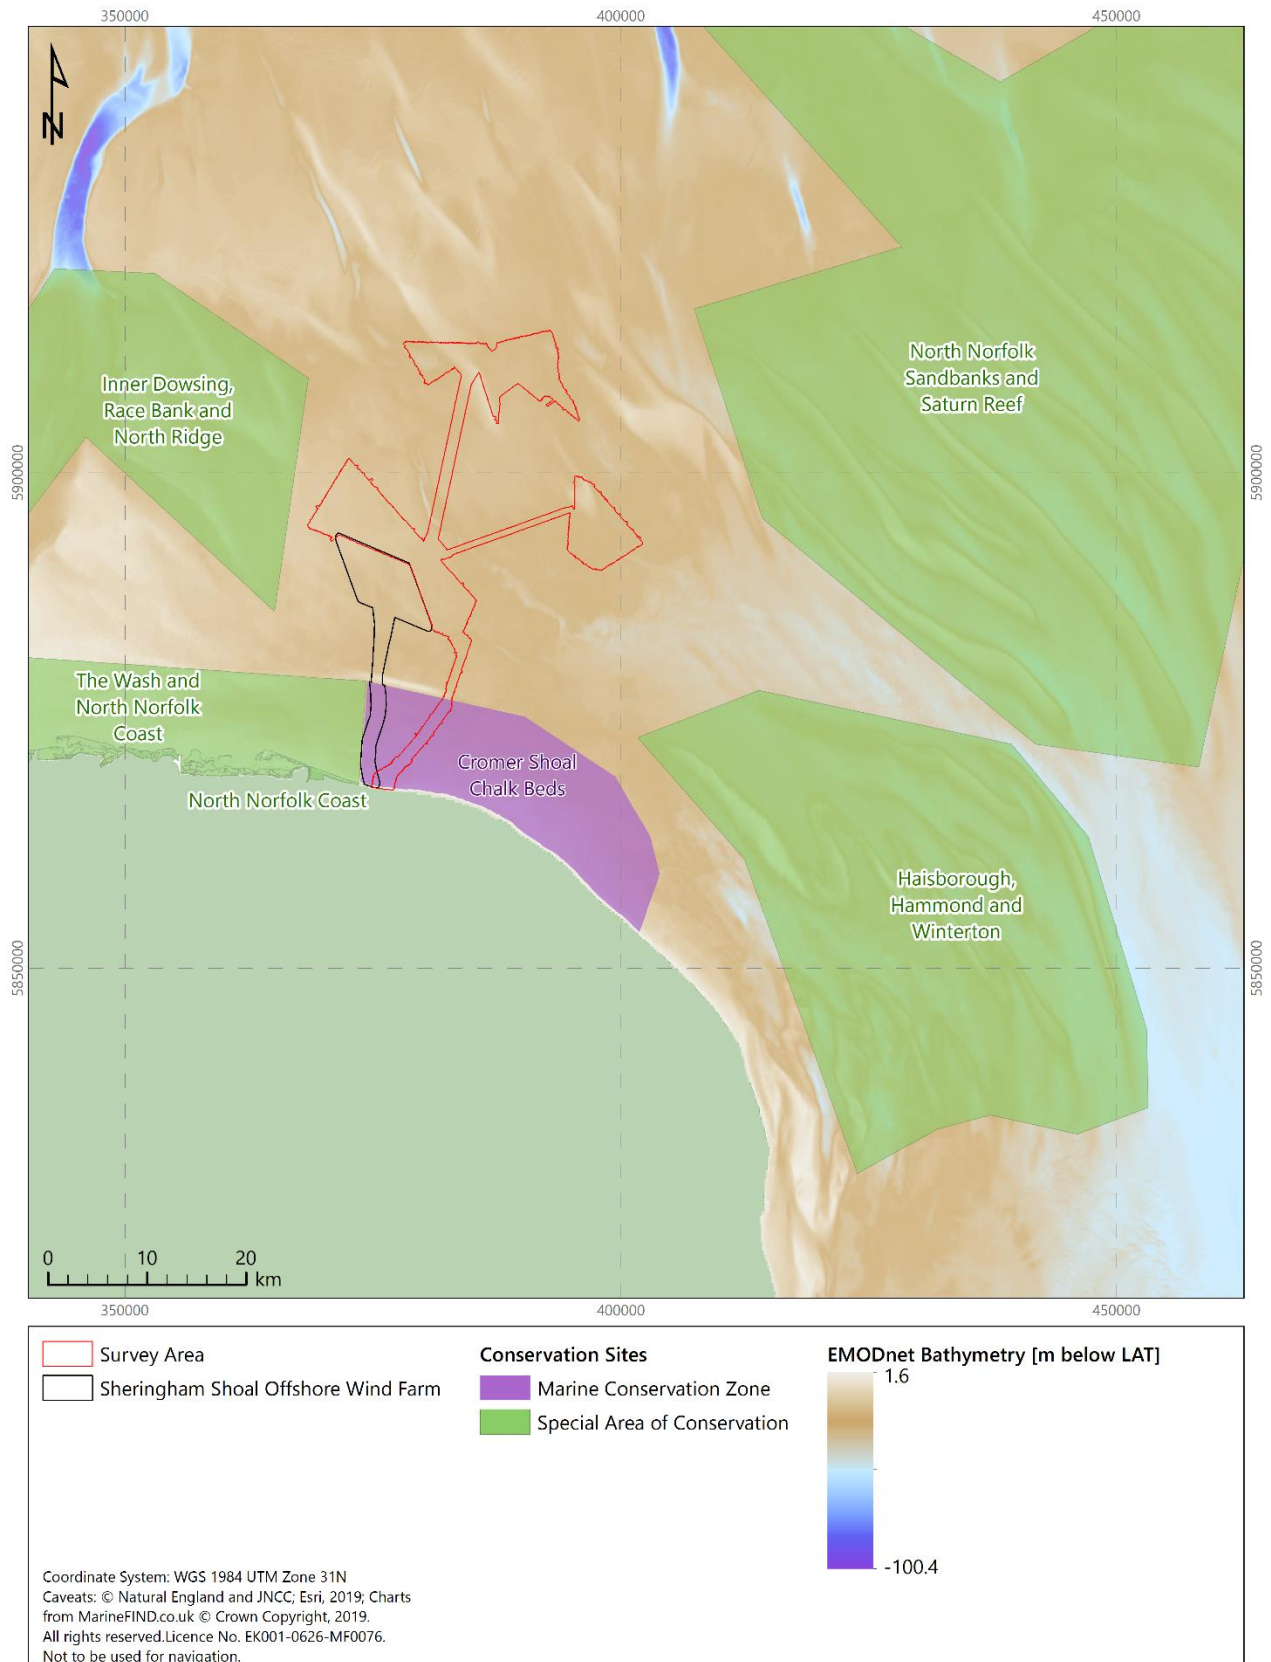 350000
400000
450000
N
5900000
5900000
Inner Dowsing,
Race Bank and
North Ridge
North Norfolk
Sandbanks and
Saturn Reef
The Wash and
North Norfolk
Coast
North Norfolk Coast
Cromer Shoal
Chalk Beds
Haisborough,
Hammond and
Winterton
5850000
5850000
0 10 20
km
350000
400000
450000
Survey Area
Sheringham Shoal Offshore Wind Farm
Conservation Sites
Marine Conservation Zone
Special Area of Conservation
EMODnet Bathymetry [m below LAT]
1.6
-100.4
Coordinate System: WGS 1984 UTM Zone 31N
Caveats: © Natural England and JNCC; Esri, 2019; Charts
from MarineFIND.co.uk © Crown Copyright, 2019.
All rights reserved.Licence No. EK001-0626-MF0076.
Not to be used for navigation.